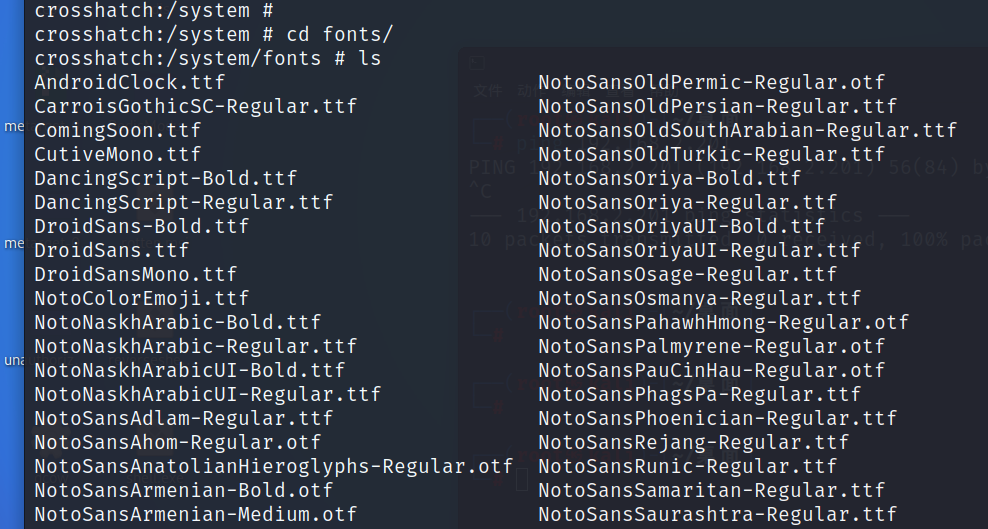 crosshatch:/system #
crosshatch:/system # cd fonts/
crosshatch:/system/fonts # ls
AndroidClock.ttf NotoSansOldPermic-Regular.otf
CarroisGothicSC-Regular.ttf NotoSansOldPersian-Regular.ttf
ComingSoon.ttf NotoSansOldSouthArabian-Regular.ttf
CutiveMono.ttf NotoSansOldTurkic-Regular.ttf
DancingScript-Bold.ttf NotoSansOriya-Bold.ttf
DancingScript-Regular.ttf NotoSansOriya-Regular.ttf
DroidSans-Bold.ttf NotoSansOriyaUI-Bold.ttf
DroidSans.ttf NotoSansOriyaUI-Regular.ttf
DroidSansMono.ttf NotoSansOsage-Regular.ttf
NotoColorEmoji.ttf NotoSansOsmanya-Regular.ttf
NotoNaskhArabic-Bold.ttf NotoSansPahawhHmong-Regular.otf
NotoNaskhArabic-Regular.ttf NotoSansPalmyrene-Regular.otf
NotoNaskhArabicUI-Bold.ttf NotoSansPauCinHau-Regular.otf
NotoNaskhArabicUI-Regular.ttf NotoSansPhagsPa-Regular.ttf
NotoSansAdlam-Regular.ttf NotoSansPhoenician-Regular.ttf
NotoSansAhom-Regular.otf NotoSansRejang-Regular.ttf
NotoSansAnatolianHieroglyphs-Regular.otf NotoSansRunic-Regular.ttf
NotoSansArmenian-Bold.otf NotoSansSamaritan-Regular.ttf
NotoSansArmenian-Medium.otf NotoSansSaurashtra-Regular.ttf
me
me
una